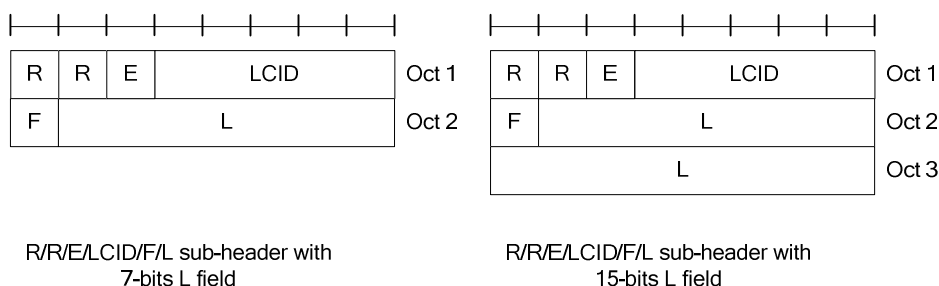 R R E LCID Oct 1
F L Oct 2
R/R/E/LCID/F/L sub-header with
7-bits L field
R R E LCID Oct 1
F L Oct 2
L Oct 3
R/R/E/LCID/F/L sub-header with
15-bits L field